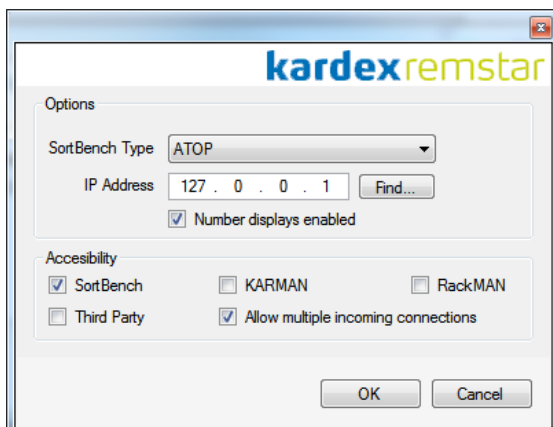 kardexremstar
Options
SortBench Type ATOP
IP Address 127 . 0 . 0 . 1 Find...
Number displays enabled
Accesibility
SortBench KARMAN RackMAN
Third Party Allow multiple incoming connections
OK Cancel